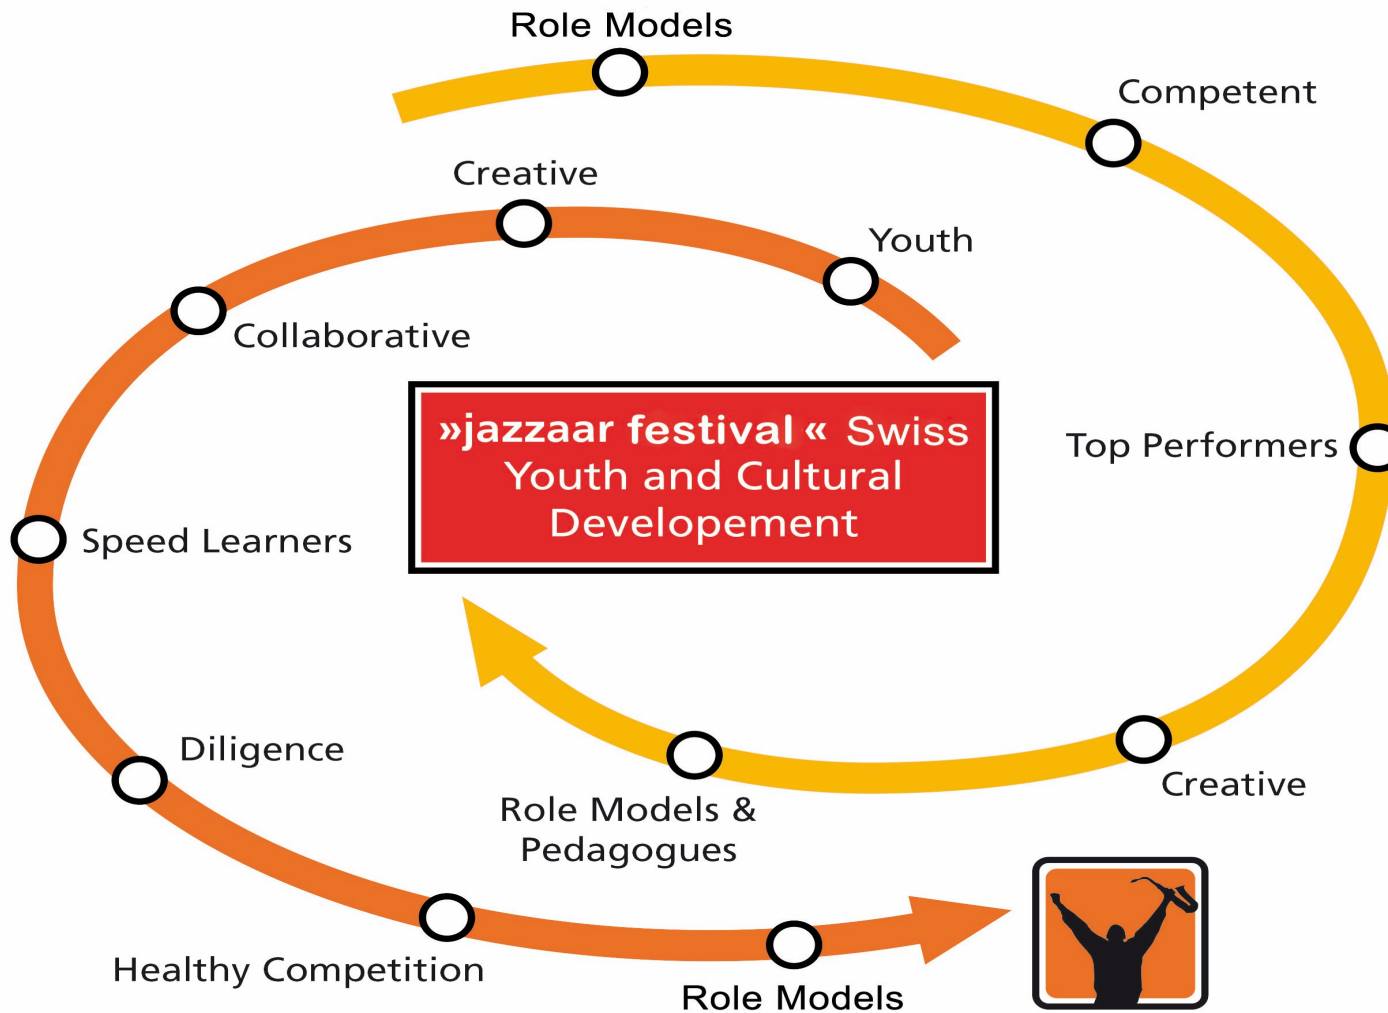 Role Models
Competent
Creative
Youth
Collaborative
»jazzaar festival« Swiss
Youth and Cultural
Developement
Top Performers
Speed Learners
Diligence
Role Models &
Pedagogues
Creative
Healthy Competition
Role Models